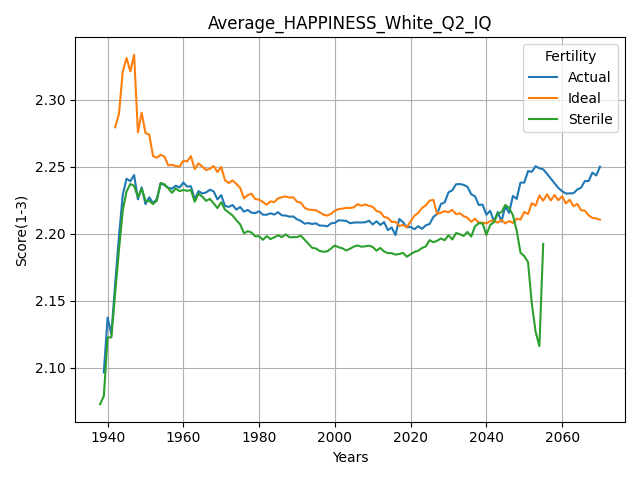 Average_HAPPINESS_White_Q2_IQ
Fertility
Actual
Ideal
Sterile
Score(1-3)
2.30
2.25
2.20
2.15
2.10
1940 1960 1980 2000 2020 2040 2060
Years